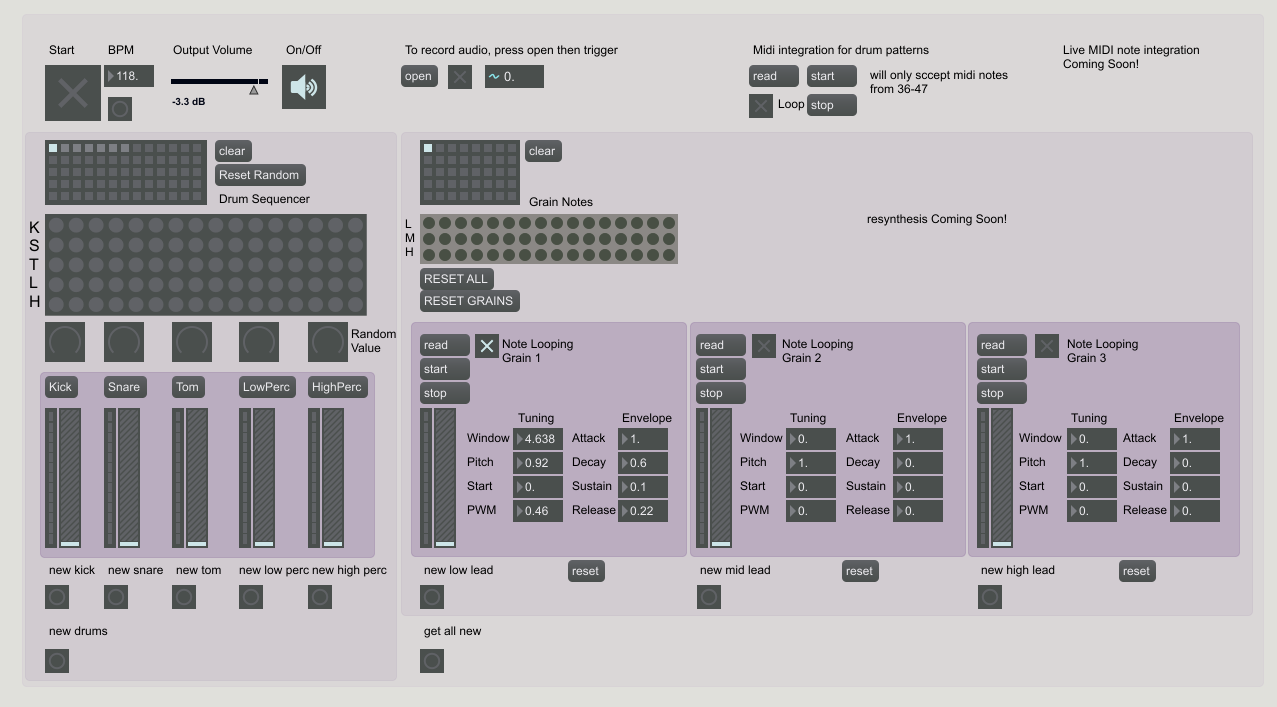 Start
BPM
Output Volume
On/Off
To record audio, press open then trigger
Midi integration for drum patterns
Live MIDI note integration
Coming Soon!
118.
-3.3 dB
open
0.
read
start
will only sccept midi notes
from 36-47
Loop
stop
clear
Reset Random
Drum Sequencer
clear
Grain Notes
resynthesis Coming Soon!
K
S
T
L
H
L
M
H
RESET ALL
RESET GRAINS
Random
Value
Kick
Snare
Tom
LowPerc
HighPerc
new kick
new snare
new tom
new low perc
new high perc
new drums
read
start
stop
Note Looping
Grain 1
Tuning
Envelope
Window 4.638 Attack 1.
Pitch 0.92 Decay 0.6
Start 0. Sustain 0.1
PWM 0.46 Release 0.22
new low lead
reset
read
start
stop
Note Looping
Grain 2
Tuning
Envelope
Window 0. Attack 1.
Pitch 1. Decay 0.
Start 0. Sustain 0.
PWM 0. Release 0.
new mid lead
reset
read
start
stop
Note Looping
Grain 3
Tuning
Envelope
Window 0. Attack 1.
Pitch 1. Decay 0.
Start 0. Sustain 0.
PWM 0. Release 0.
new high lead
reset
get all new